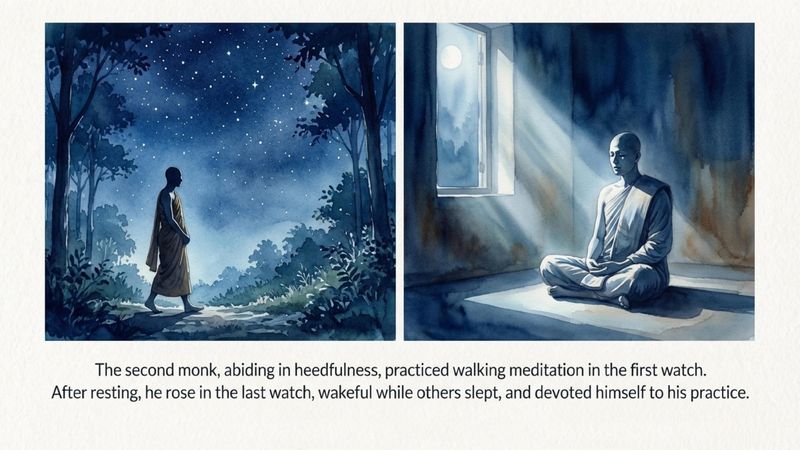 The second monk, abiding in heedfulness, practiced walking meditation in the first watch.
After resting, he rose in the last watch, wakeful while others slept, and devoted himself to his practice.